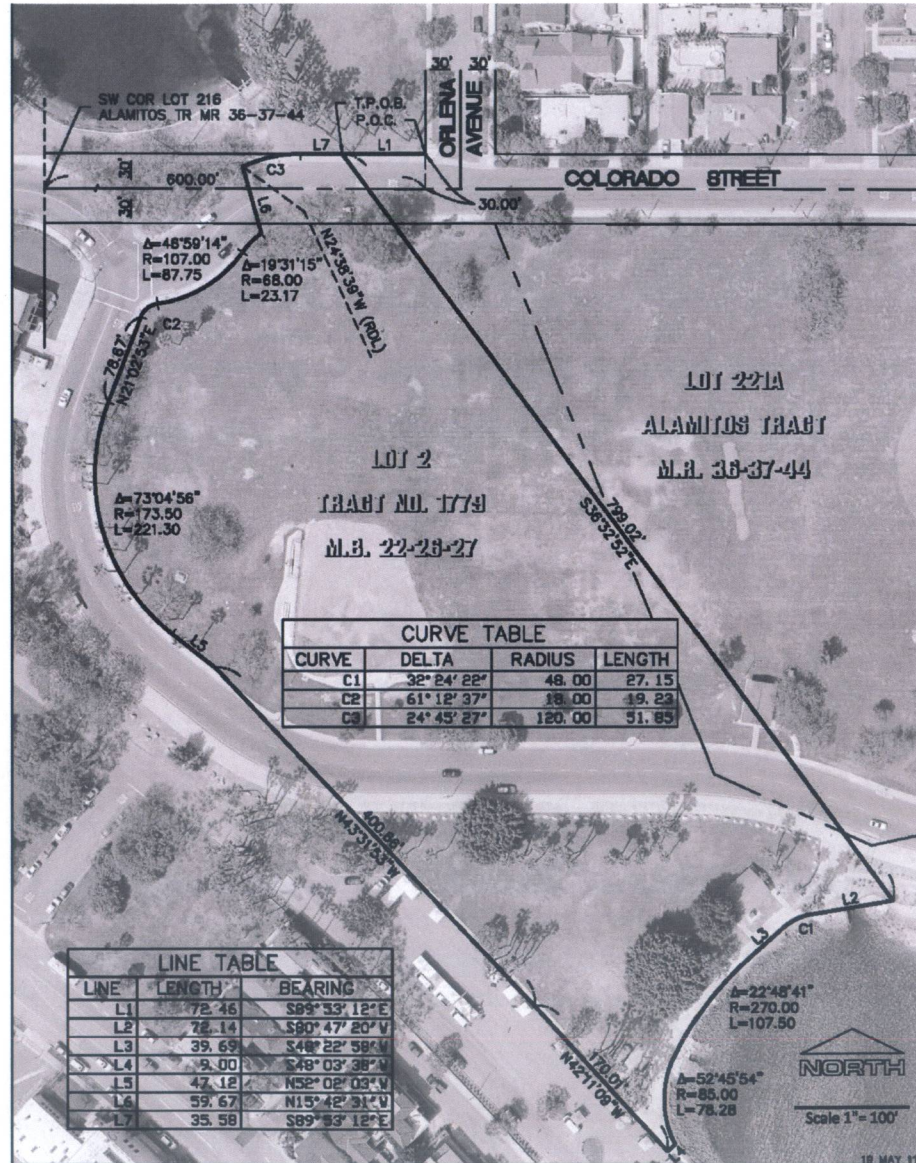 SW COR LOT 216
ALAMITOS TR MR 36-37-44
T.P.O.B.
P.O.C.
30'
30'
ORLENA
AVENUE
L7
L1
C3
30'
600.00'
COLORADO STREET
30'
L6
30.00'
Δ=46°59'14"
R=107.00
L=87.75
Δ=19°31'15"
R=68.00
L=23.17
N24°38'39"W (RDL)
C2
78.67'
N21°02'53"E
LOT 221A
ALAMITOS TRACT
M.R. 36-37-44
LOT 2
TRACT NO. 1779
M.B. 22-26-27
Δ=73°04'56"
R=173.50
L=221.30
799.02'
S36°32'52"E
L5
CURVE TABLE
CURVE DELTA RADIUS LENGTH
C1 32°24'22" 48.00 27.15
C2 61°12'37" 18.00 19.23
C3 24°45'27" 120.00 51.85
400.86'
N43°31'53"W
L2
C1
L3
LINE TABLE
LINE LENGTH BEARING
L1 72.46 S89°53'12"E
L2 72.14 S80°47'20"W
L3 39.69 S48°22'58"W
L4 9.00 S48°03'38"W
L5 47.12 N52°02'03"W
L6 59.67 N15°42'31"W
L7 35.58 S89°53'12"E
Δ=22°48'41"
R=270.00
L=107.50
170.01'
N42°11'09"W
NORTH
Δ=52°45'54"
R=85.00
L=78.28
Scale 1"= 100'
L4
19 MAY